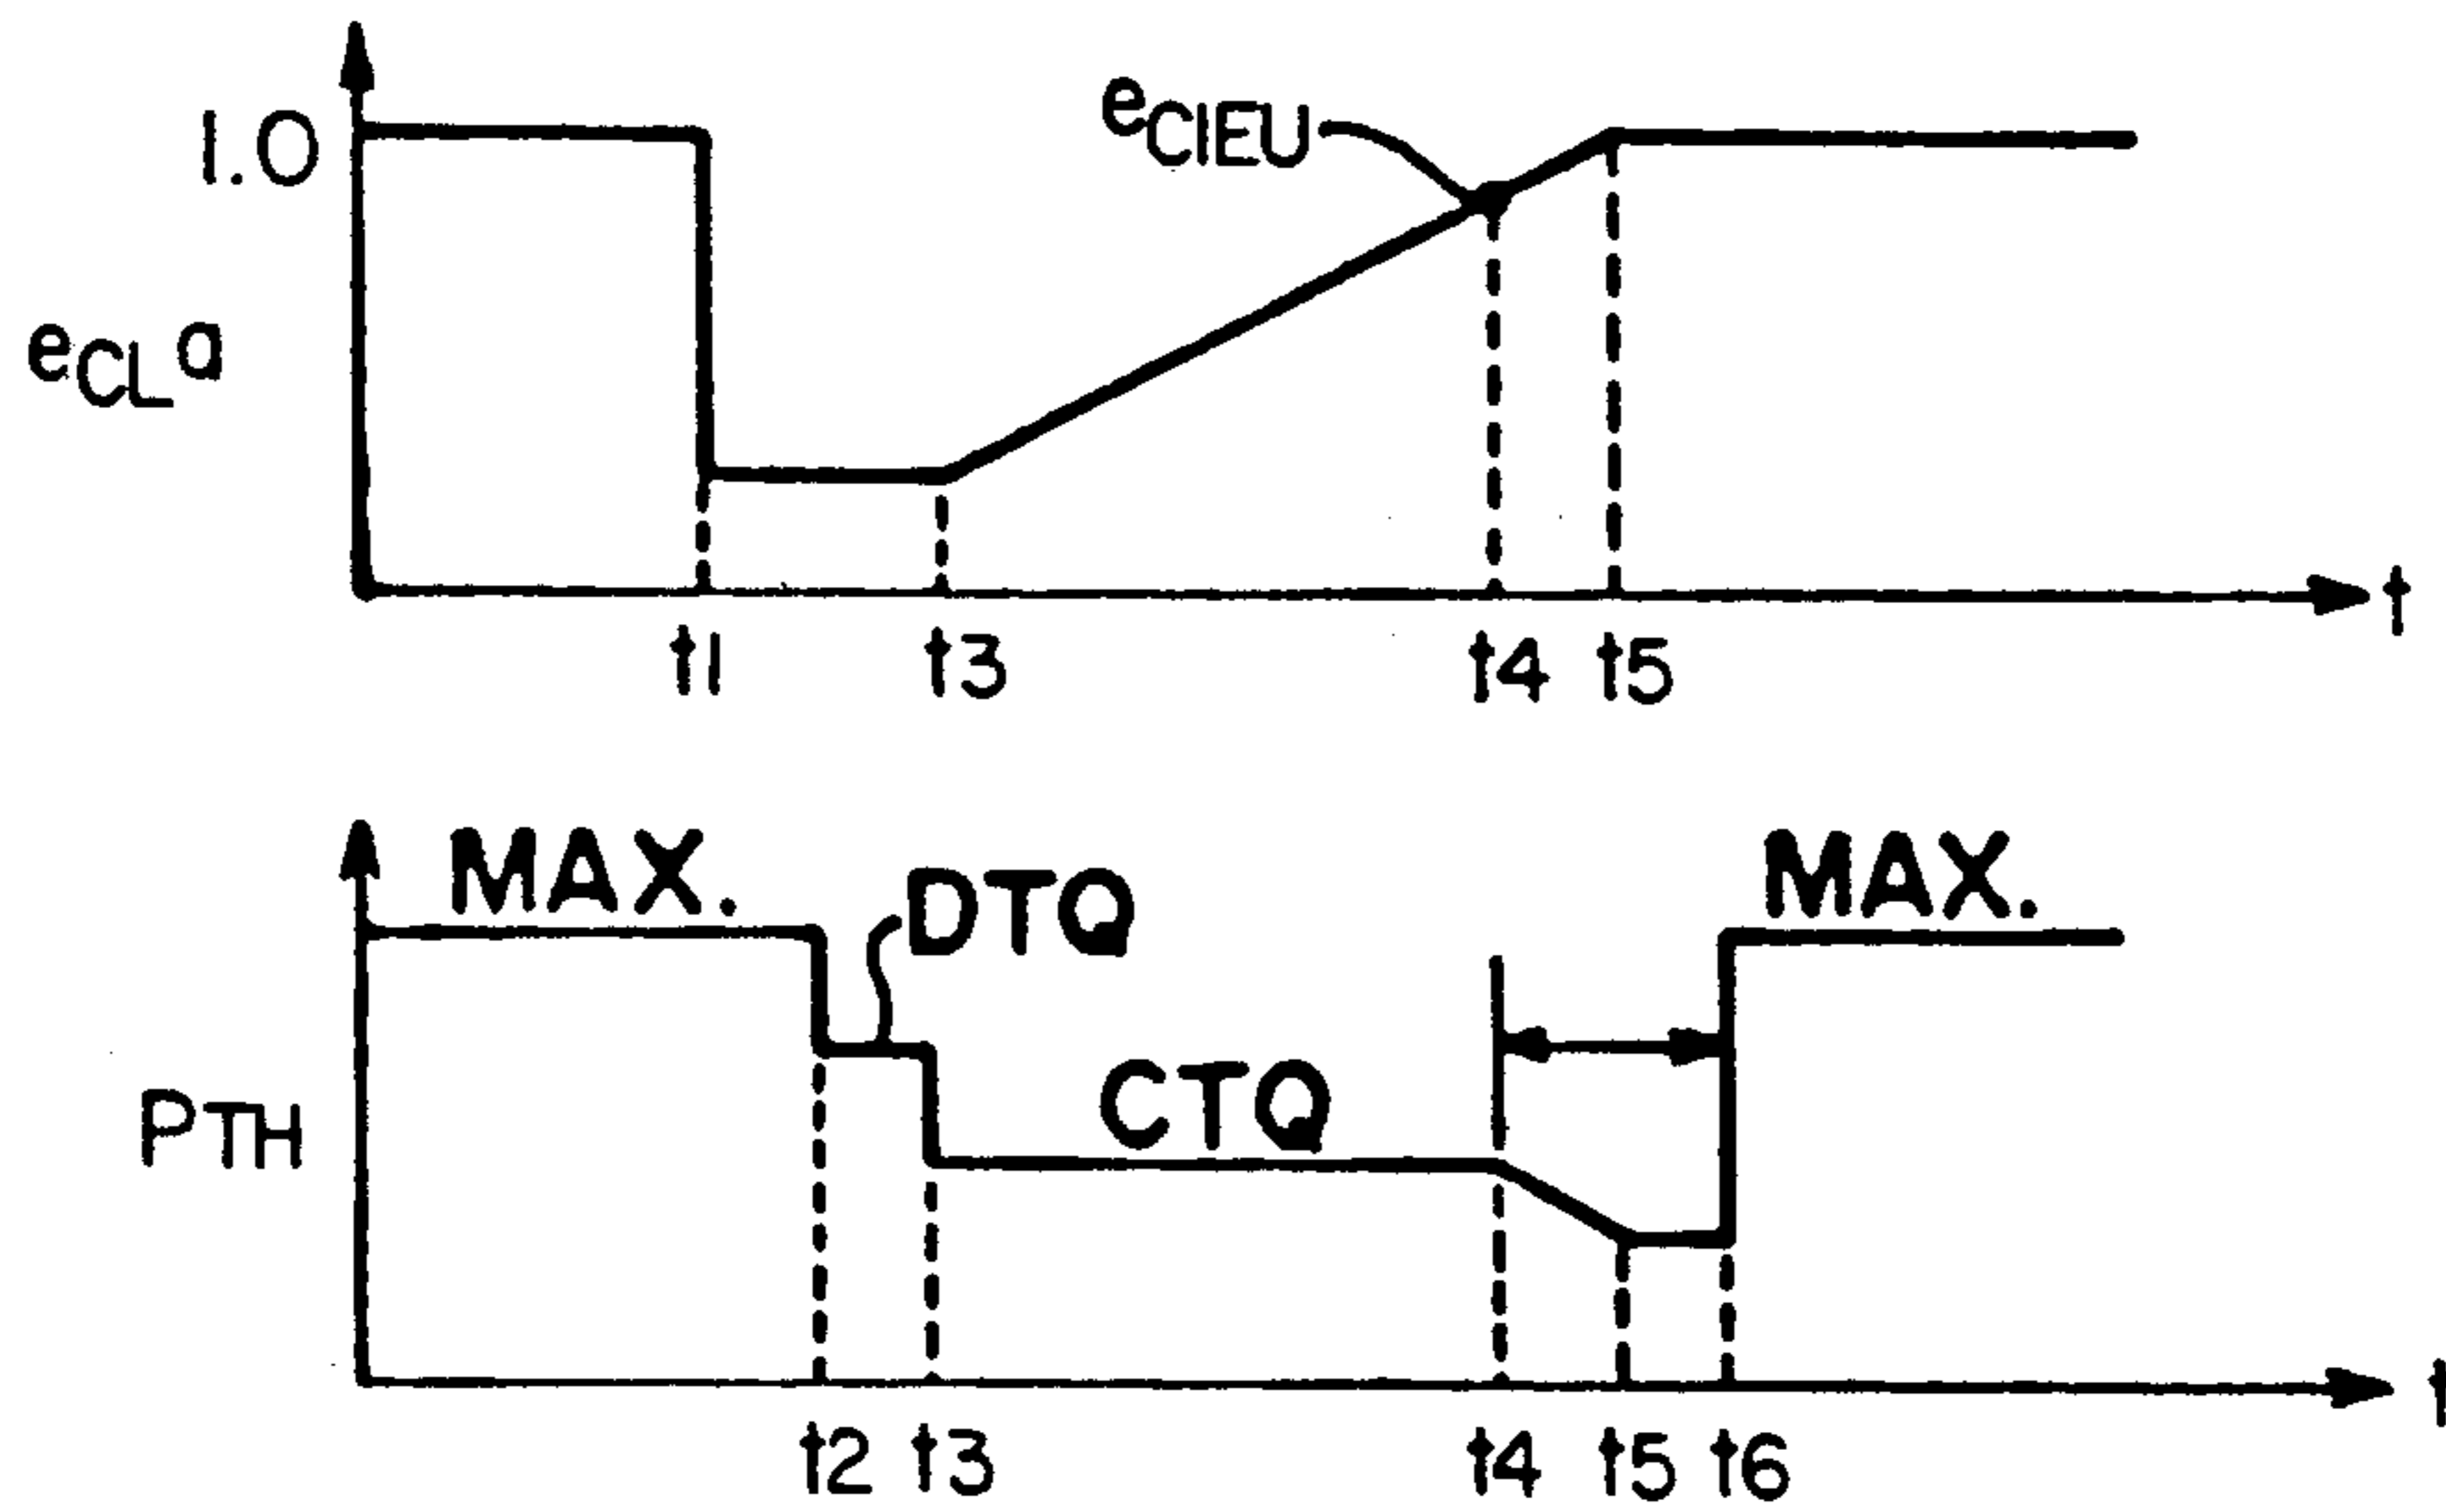 1.0
eCIEU
eCLa
t
t1 t3 t4 t5
MAX. DTQ MAX.
CTQ
PTH
t
t2 t3 t4 t5 t6